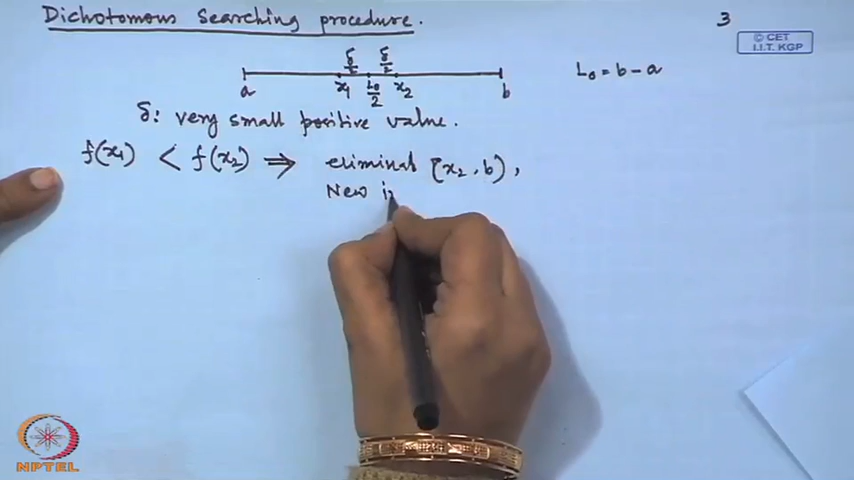 Dichotomous Searching procedure.
3
© CET
I.I.T. KGP
δ/2 δ/2
L₀ = b - a
a x₁ L₀/2 x₂ b
δ: very small positive value.
f(x₁) < f(x₂) ⇒ eliminat [x₂, b),
New in
NPTEL